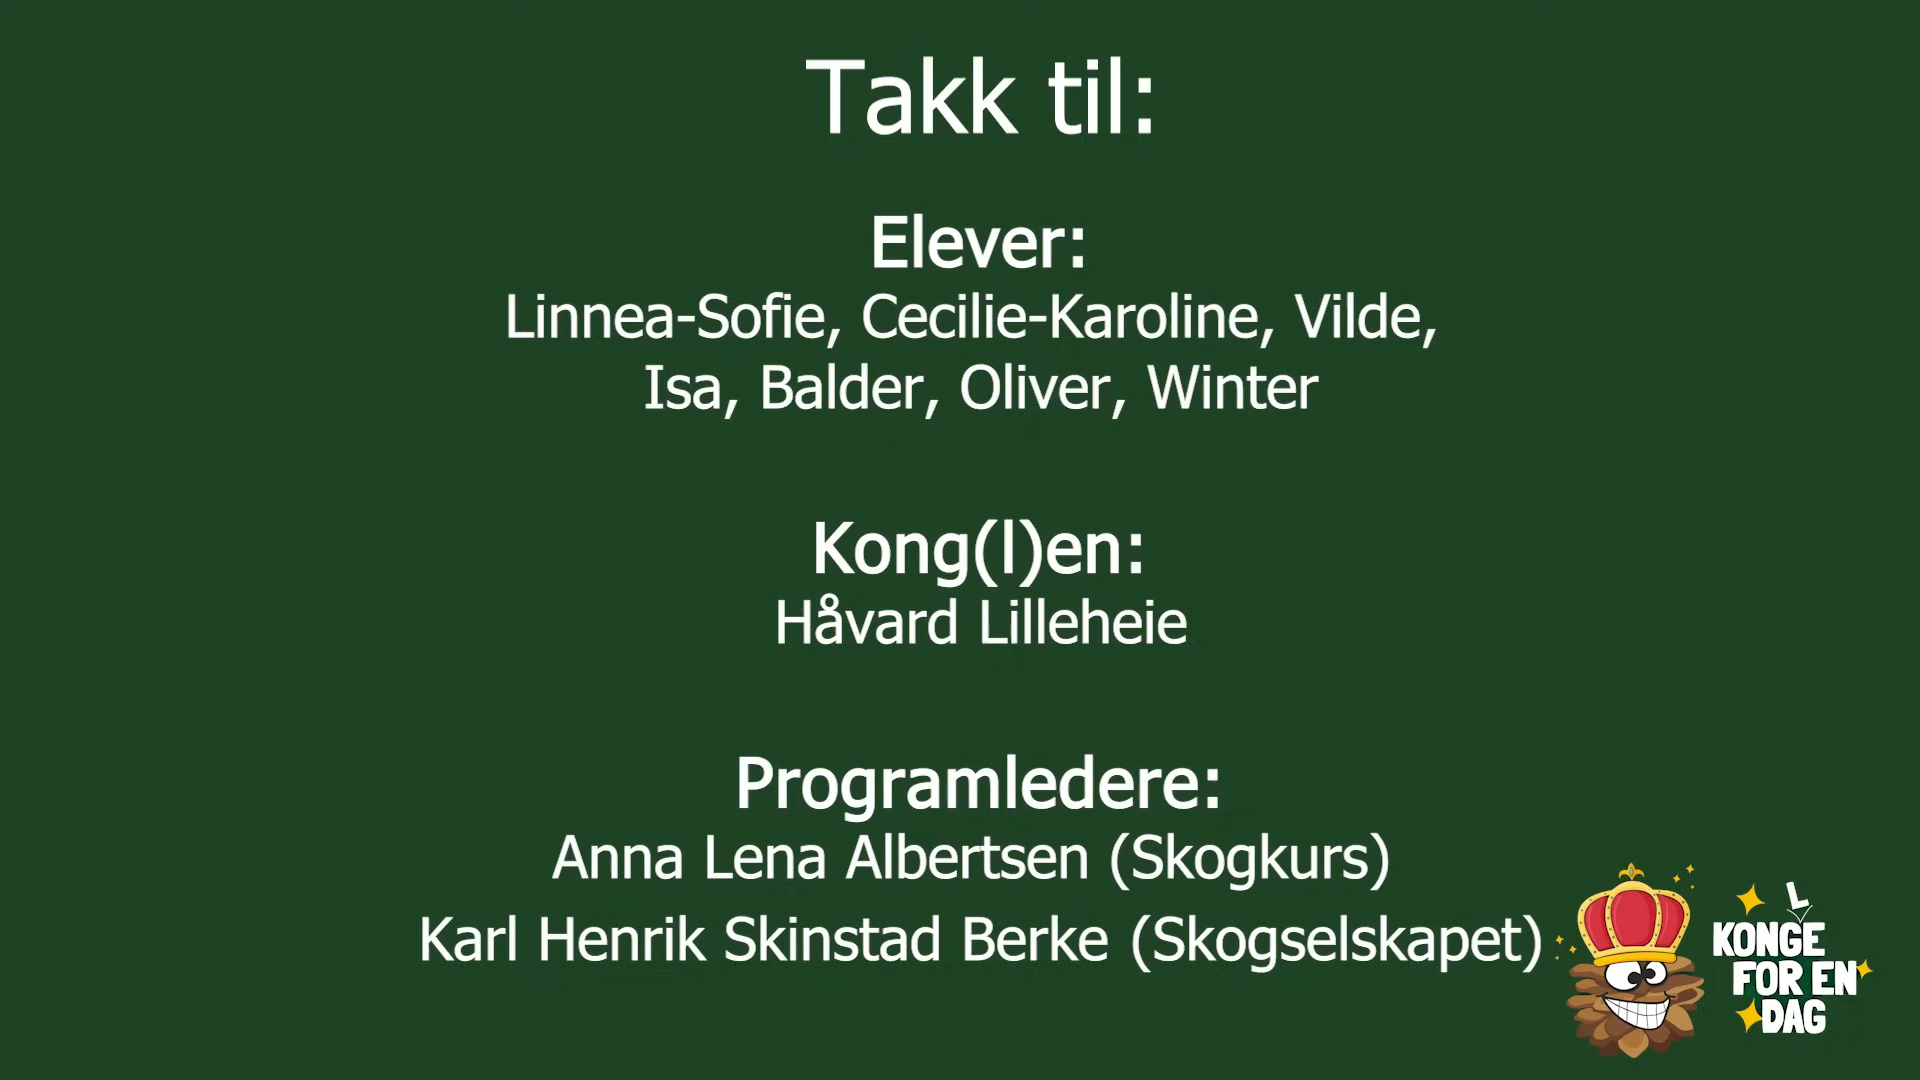 Takk til:
Elever:
Linnea-Sofie, Cecilie-Karoline, Vilde,
Isa, Balder, Oliver, Winter
Kong(l)en:
Håvard Lilleheie
Programledere:
Anna Lena Albertsen (Skogkurs)
Karl Henrik Skinstad Berke (Skogselskapet)
L
KONGE
FOR EN
DAG